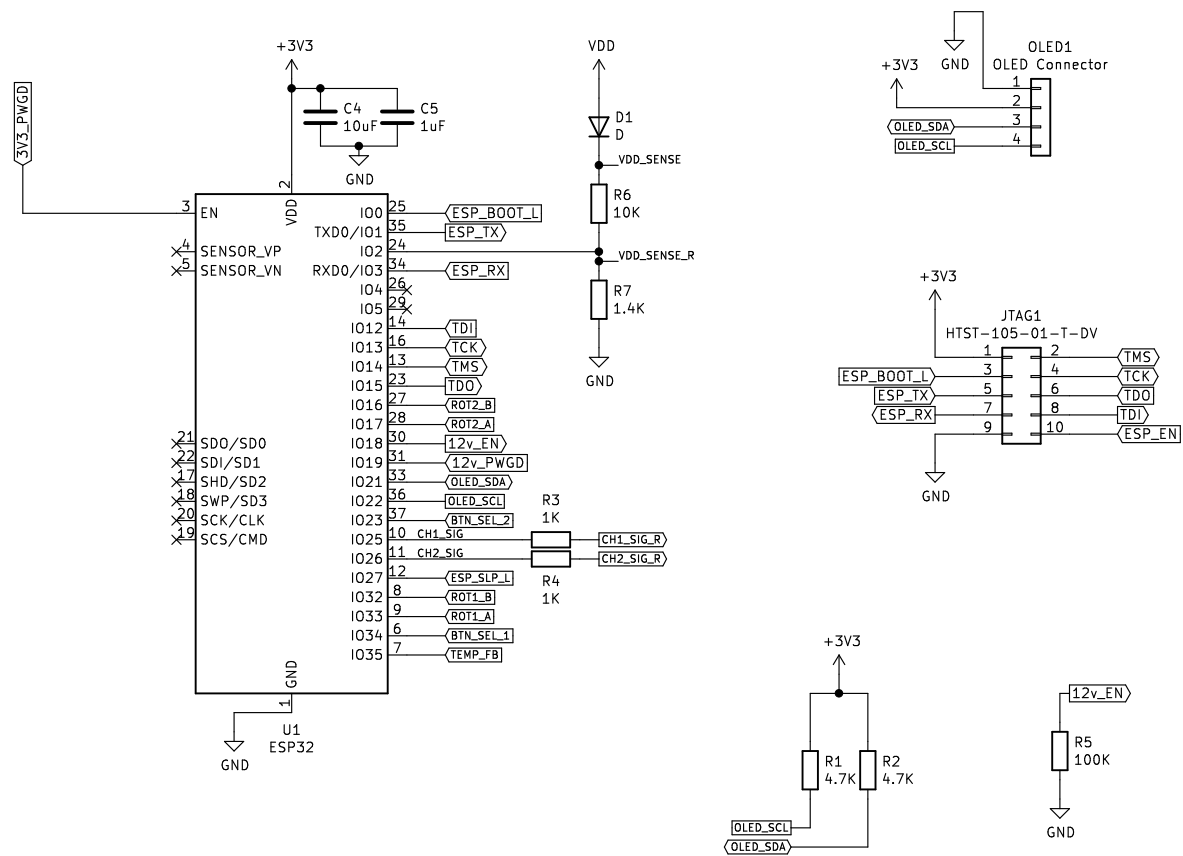 +3V3
3V3_PWGD
C4
10uF
C5
1uF
GND
VDD
D1
D
VDD_SENSE
R6
10K
VDD_SENSE_R
R7
1.4K
GND
2
VDD
3 EN
4 SENSOR_VP
5 SENSOR_VN
21 SDO/SD0
22 SDI/SD1
17 SHD/SD2
18 SWP/SD3
20 SCK/CLK
19 SCS/CMD
IO0 25 ESP_BOOT_L
TXD0/IO1 35 ESP_TX
IO2 24
RXD0/IO3 34 ESP_RX
IO4 26
IO5 29
IO12 14 TDI
IO13 16 TCK
IO14 13 TMS
IO15 23 TDO
IO16 27 ROT2_B
IO17 28 ROT2_A
IO18 30 12v_EN
IO19 31 12v_PWGD
IO21 33 OLED_SDA
IO22 36 OLED_SCL
IO23 37 BTN_SEL_2
IO25 10 CH1_SIG
IO26 11 CH2_SIG
IO27 12 ESP_SLP_L
IO32 8 ROT1_B
IO33 9 ROT1_A
IO34 6 BTN_SEL_1
IO35 7 TEMP_FB
R3
1K
CH1_SIG_R
CH2_SIG_R
R4
1K
GND
1
U1
ESP32
GND
GND
+3V3
OLED1
OLED Connector
1
2
OLED_SDA 3
OLED_SCL 4
+3V3
JTAG1
HTST-105-01-T-DV
1 2 TMS
ESP_BOOT_L 3 4 TCK
ESP_TX 5 6 TDO
ESP_RX 7 8 TDI
9 10 ESP_EN
GND
+3V3
R1
4.7K
R2
4.7K
OLED_SCL
OLED_SDA
12v_EN
R5
100K
GND